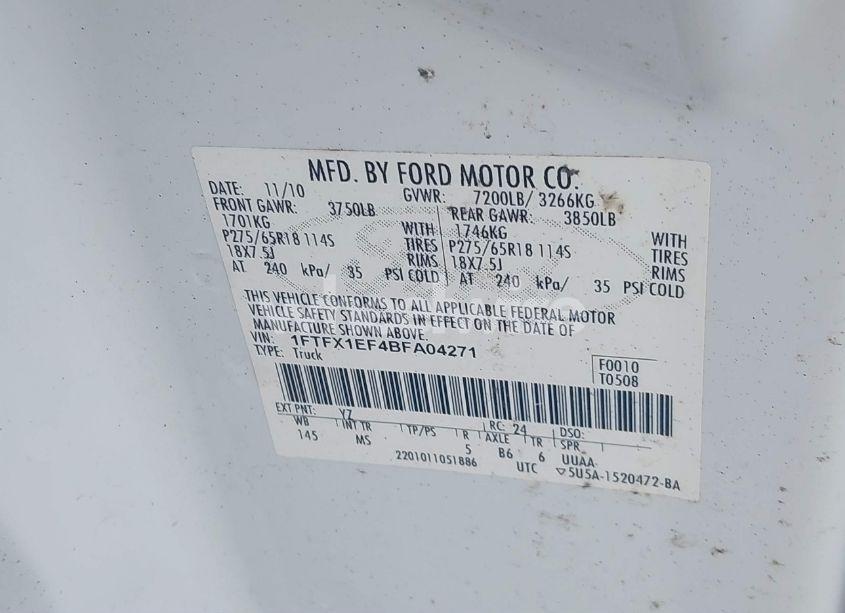 MFD. BY FORD MOTOR CO.
DATE: 11/10 GVWR: 7200LB/ 3266KG
FRONT GAWR: 3750LB REAR GAWR: 3850LB
1701KG WITH 1746KG WITH
P275/65R18 114S TIRES P275/65R18 114S TIRES
18X7.5J RIMS 18X7.5J RIMS
AT 240 kPa/ 35 PSI COLD AT 240 kPa/ 35 PSI COLD
THIS VEHICLE CONFORMS TO ALL APPLICABLE FEDERAL MOTOR
VEHICLE SAFETY STANDARDS IN EFFECT ON THE DATE OF
MANUFACTURE SHOWN ABOVE.
VIN: 1FTFX1EF4BFA04271
TYPE: Truck
F0010
T0508
EXT PNT: YZ RC: 24 DSO:
WB INT TR TP/PS R AXLE TR SPR
145 MS 5 B6 6 UUAA
2201011051886 UTC ▽5U5A-1520472-BA